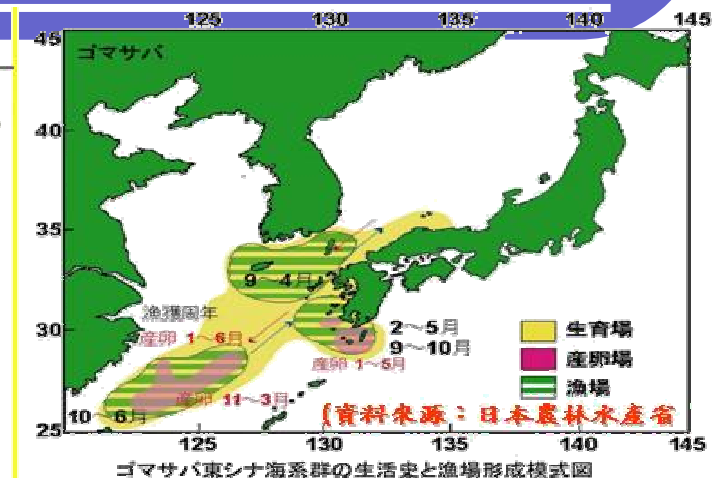 125 130 135 140 145
45
ゴマサバ
40
35
9～4月
漁獲周年
30
産卵 1～6月
2～5月
9～10月
産卵 1～5月
産卵 11～3月
10～6月
25
生育場
産卵場
漁場
(資料來源：日本農林水産省
125 130 135 140 145
ゴマサバ東シナ海系群の生活史と漁場形成模式図